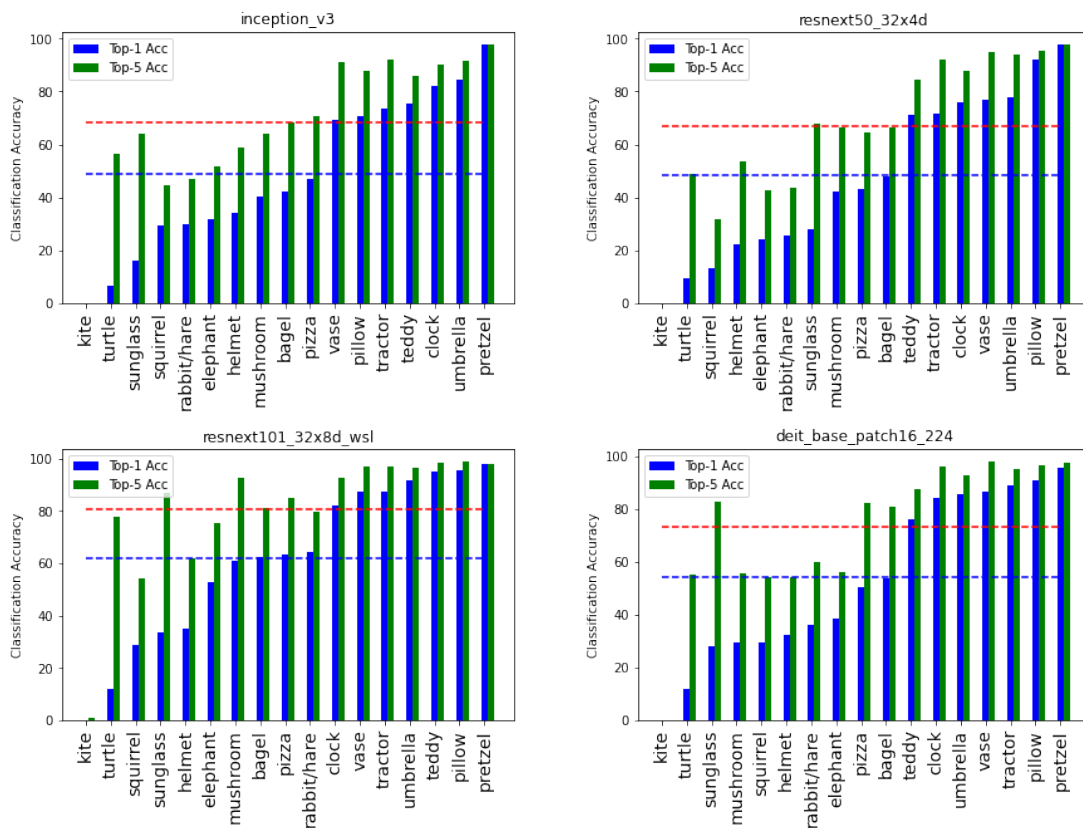 inception_v3
Top-1 Acc
Top-5 Acc
Classification Accuracy
100
80
60
40
20
0
kite
turtle
sunglass
squirrel
rabbit/hare
elephant
helmet
mushroom
bagel
pizza
vase
pillow
tractor
teddy
clock
umbrella
pretzel
resnext50_32x4d
Top-1 Acc
Top-5 Acc
Classification Accuracy
100
80
60
40
20
0
kite
turtle
squirrel
helmet
elephant
rabbit/hare
sunglass
mushroom
pizza
bagel
teddy
tractor
clock
vase
umbrella
pillow
pretzel
resnext101_32x8d_wsl
Top-1 Acc
Top-5 Acc
Classification Accuracy
100
80
60
40
20
0
kite
turtle
squirrel
sunglass
helmet
elephant
mushroom
bagel
pizza
rabbit/hare
clock
vase
tractor
umbrella
teddy
pillow
pretzel
deit_base_patch16_224
Top-1 Acc
Top-5 Acc
Classification Accuracy
100
80
60
40
20
0
kite
turtle
sunglass
mushroom
squirrel
helmet
rabbit/hare
elephant
pizza
bagel
teddy
clock
umbrella
vase
tractor
pillow
pretzel